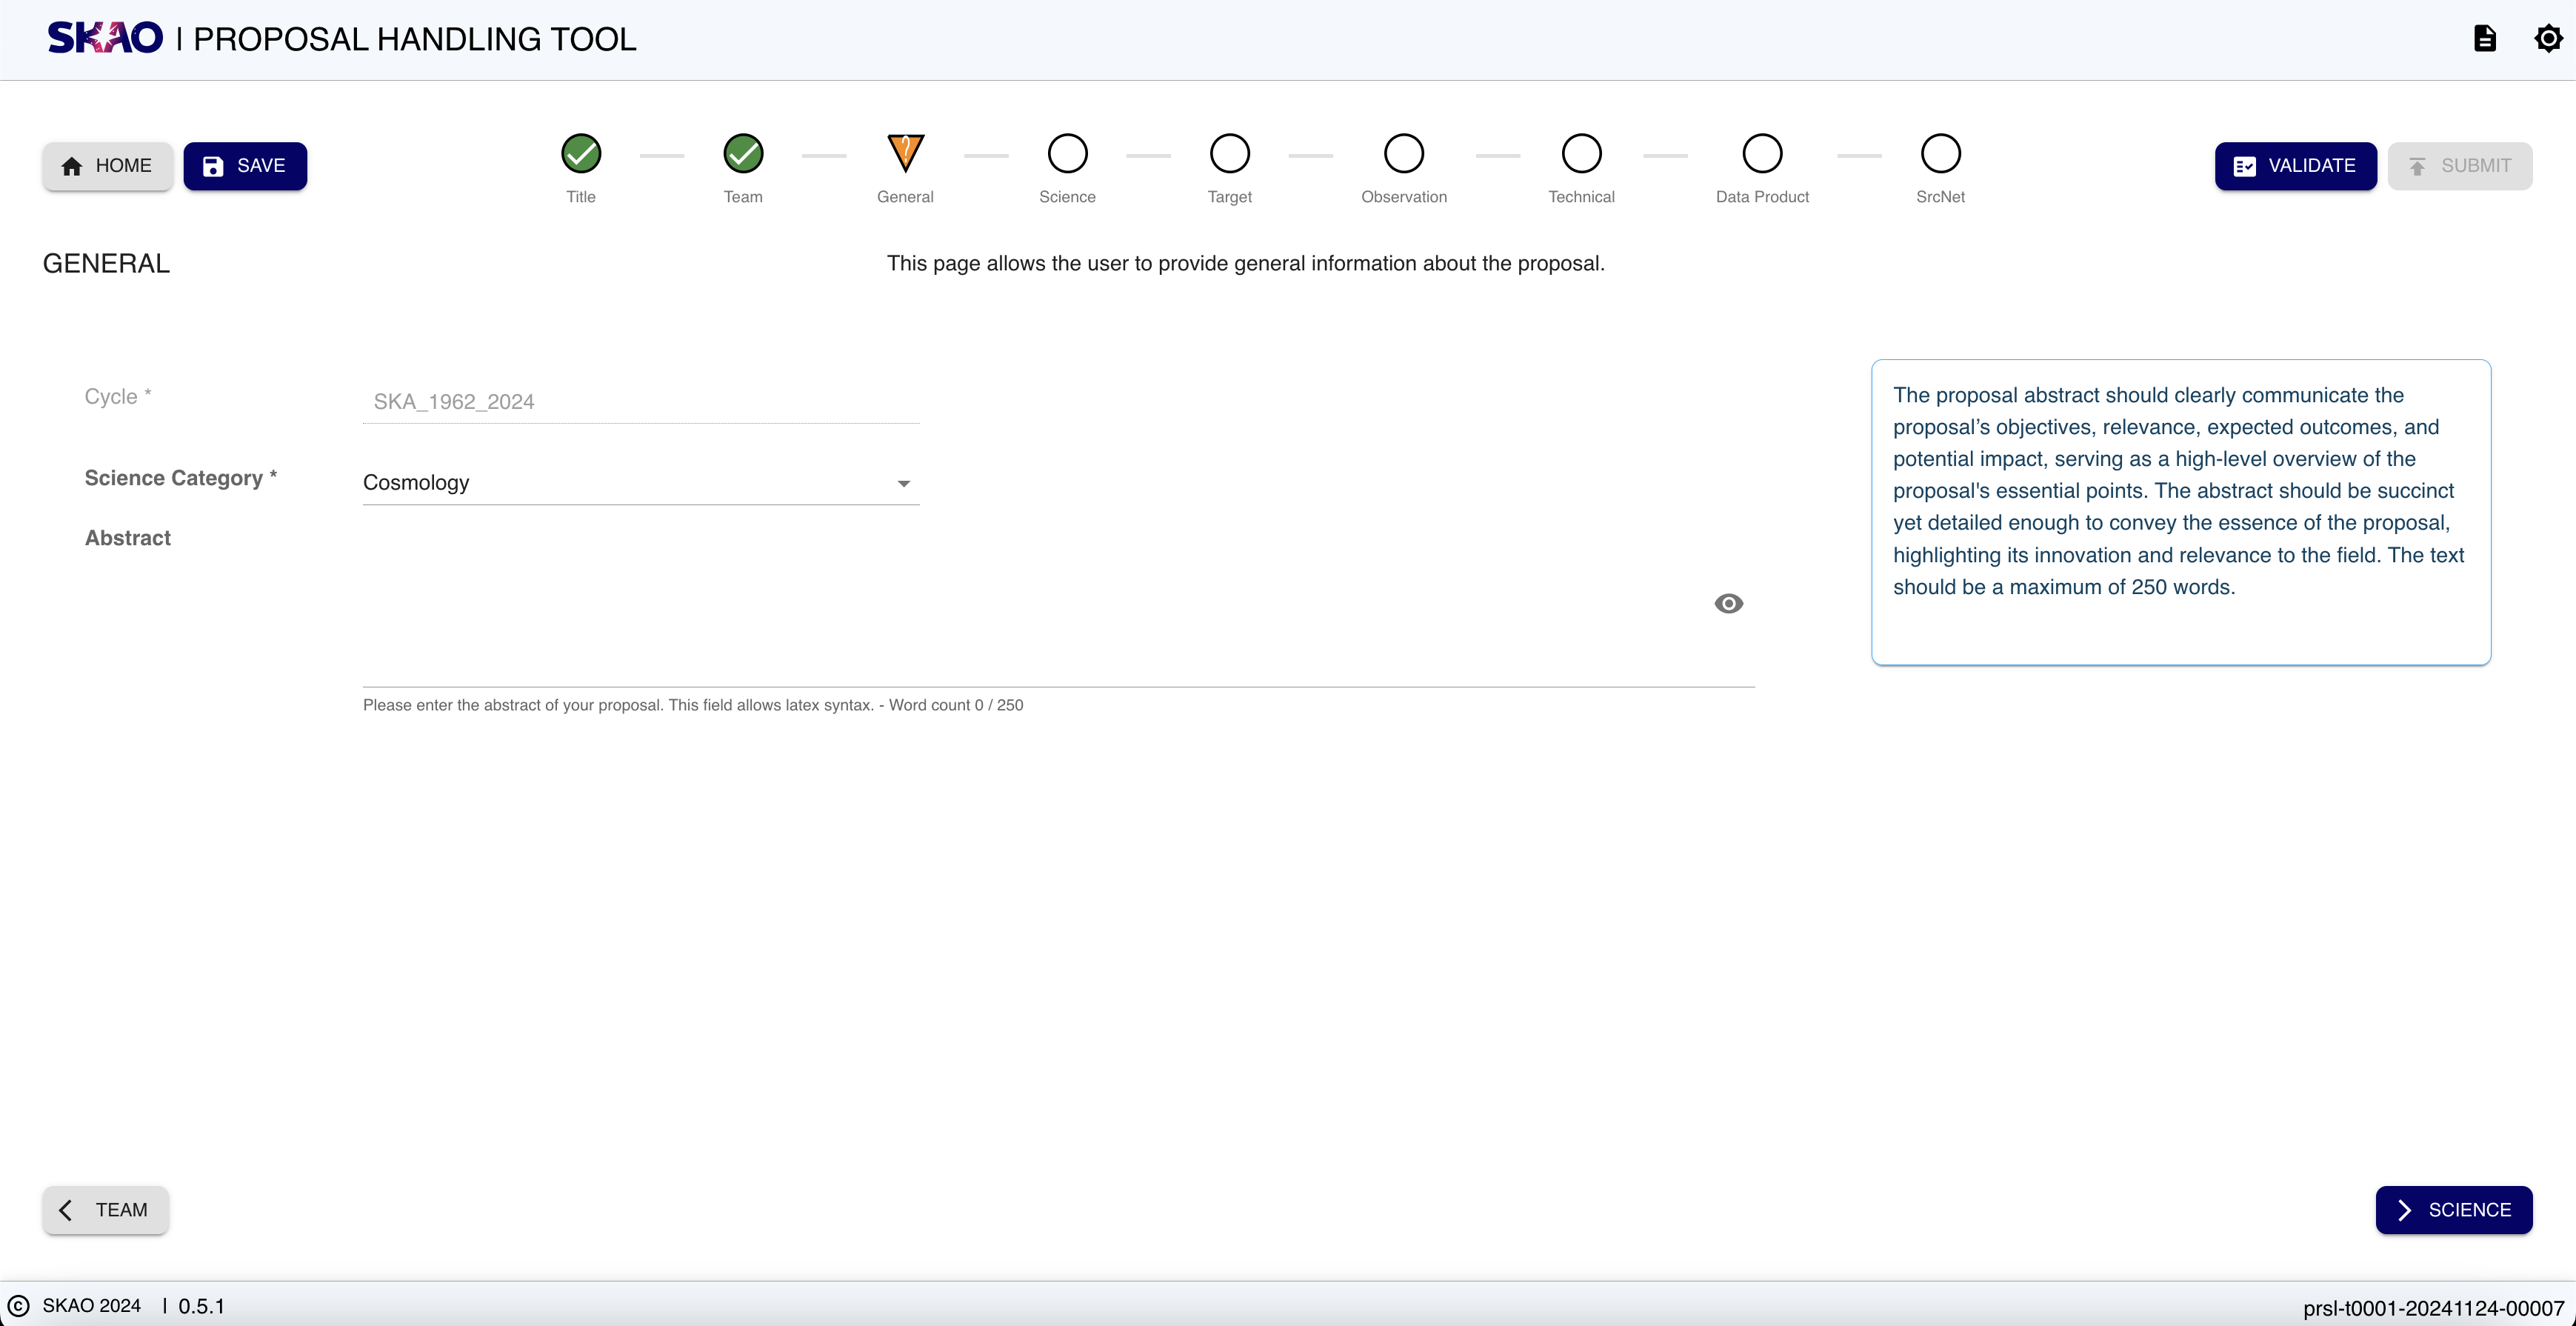 SKAO | PROPOSAL HANDLING TOOL
HOME
SAVE
Title
Team
General
Science
Target
Observation
Technical
Data Product
SrcNet
VALIDATE
SUBMIT
GENERAL
This page allows the user to provide general information about the proposal.
Cycle *
SKA_1962_2024
Science Category *
Cosmology
Abstract
Please enter the abstract of your proposal. This field allows latex syntax. - Word count 0 / 250
The proposal abstract should clearly communicate the
proposal’s objectives, relevance, expected outcomes, and
potential impact, serving as a high-level overview of the
proposal's essential points. The abstract should be succinct
yet detailed enough to convey the essence of the proposal,
highlighting its innovation and relevance to the field. The text
should be a maximum of 250 words.
TEAM
SCIENCE
© SKAO 2024 | 0.5.1
prsl-t0001-20241124-00007